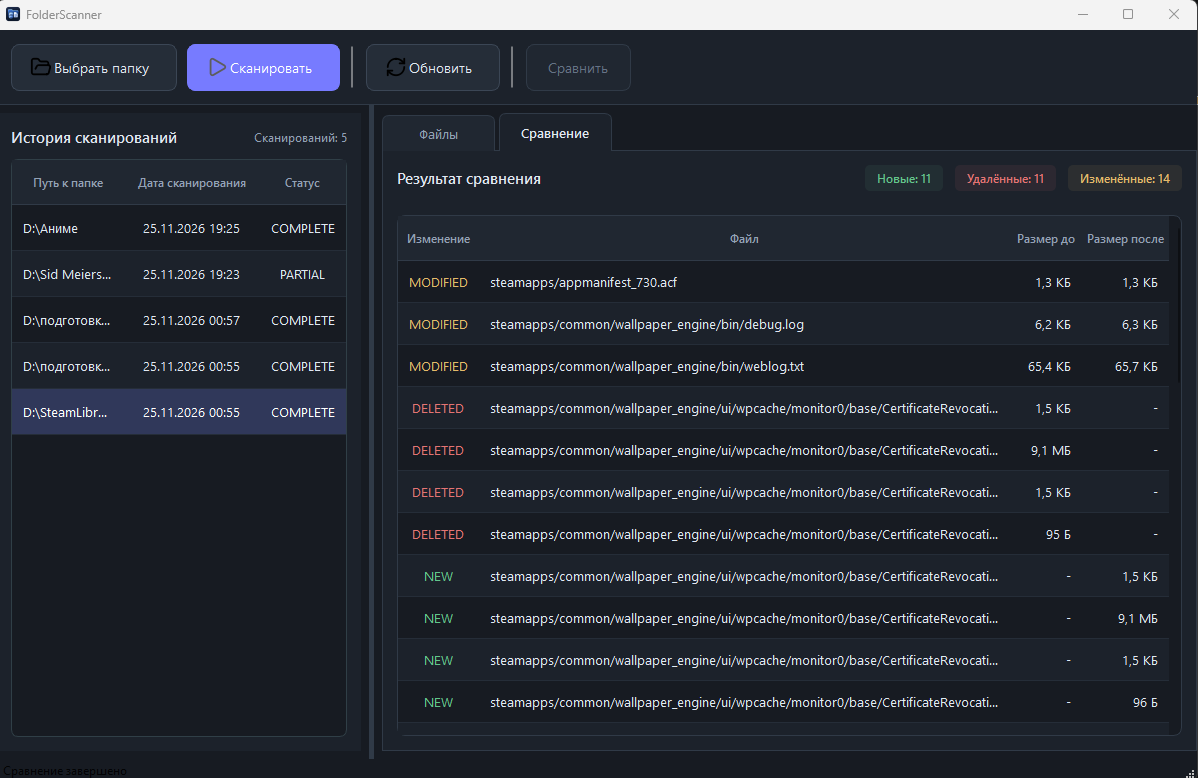 FolderScanner
Выбрать папку Сканировать Обновить Сравнить
История сканирований Сканирований: 5
Путь к папке Дата сканирования Статус
D:\Аниме 25.11.2026 19:25 COMPLETE
D:\Sid Meiers... 25.11.2026 19:23 PARTIAL
D:\подготовк... 25.11.2026 00:57 COMPLETE
D:\подготовк... 25.11.2026 00:55 COMPLETE
D:\SteamLibr... 25.11.2026 00:55 COMPLETE
Файлы Сравнение
Результат сравнения Новые: 11 Удалённые: 11 Изменённые: 14
Изменение Файл Размер до Размер после
MODIFIED steamapps/appmanifest_730.acf 1,3 КБ 1,3 КБ
MODIFIED steamapps/common/wallpaper_engine/bin/debug.log 6,2 КБ 6,3 КБ
MODIFIED steamapps/common/wallpaper_engine/bin/weblog.txt 65,4 КБ 65,7 КБ
DELETED steamapps/common/wallpaper_engine/ui/wpcache/monitor0/base/CertificateRevocati... 1,5 КБ -
DELETED steamapps/common/wallpaper_engine/ui/wpcache/monitor0/base/CertificateRevocati... 9,1 МБ -
DELETED steamapps/common/wallpaper_engine/ui/wpcache/monitor0/base/CertificateRevocati... 1,5 КБ -
DELETED steamapps/common/wallpaper_engine/ui/wpcache/monitor0/base/CertificateRevocati... 95 Б -
NEW steamapps/common/wallpaper_engine/ui/wpcache/monitor0/base/CertificateRevocati... - 1,5 КБ
NEW steamapps/common/wallpaper_engine/ui/wpcache/monitor0/base/CertificateRevocati... - 9,1 МБ
NEW steamapps/common/wallpaper_engine/ui/wpcache/monitor0/base/CertificateRevocati... - 1,5 КБ
NEW steamapps/common/wallpaper_engine/ui/wpcache/monitor0/base/CertificateRevocati... - 96 Б
Сравнение завершено